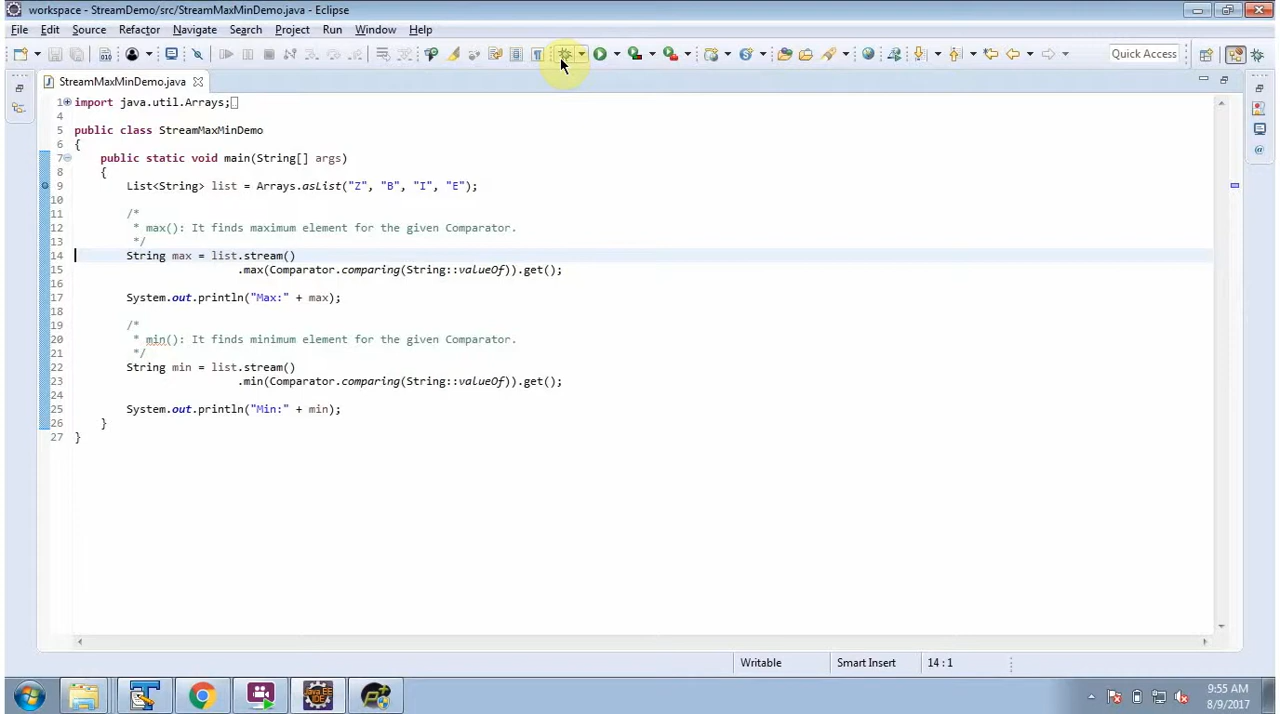 workspace - StreamDemo/src/StreamMaxMinDemo.java - Eclipse
File Edit Source Refactor Navigate Search Project Run Window Help
Quick Access
StreamMaxMinDemo.java
1 import java.util.Arrays;
4
5 public class StreamMaxMinDemo
6 {
7 public static void main(String[] args)
8 {
9 List<String> list = Arrays.asList("Z", "B", "I", "E");
10
11 /*
12 * max(): It finds maximum element for the given Comparator.
13 */
14 String max = list.stream()
15 .max(Comparator.comparing(String::valueOf)).get();
16
17 System.out.println("Max:" + max);
18
19 /*
20 * min(): It finds minimum element for the given Comparator.
21 */
22 String min = list.stream()
23 .min(Comparator.comparing(String::valueOf)).get();
24
25 System.out.println("Min:" + min);
26 }
27 }
Writable Smart Insert 14 : 1
Java EE
IDE
9:55 AM
8/9/2017